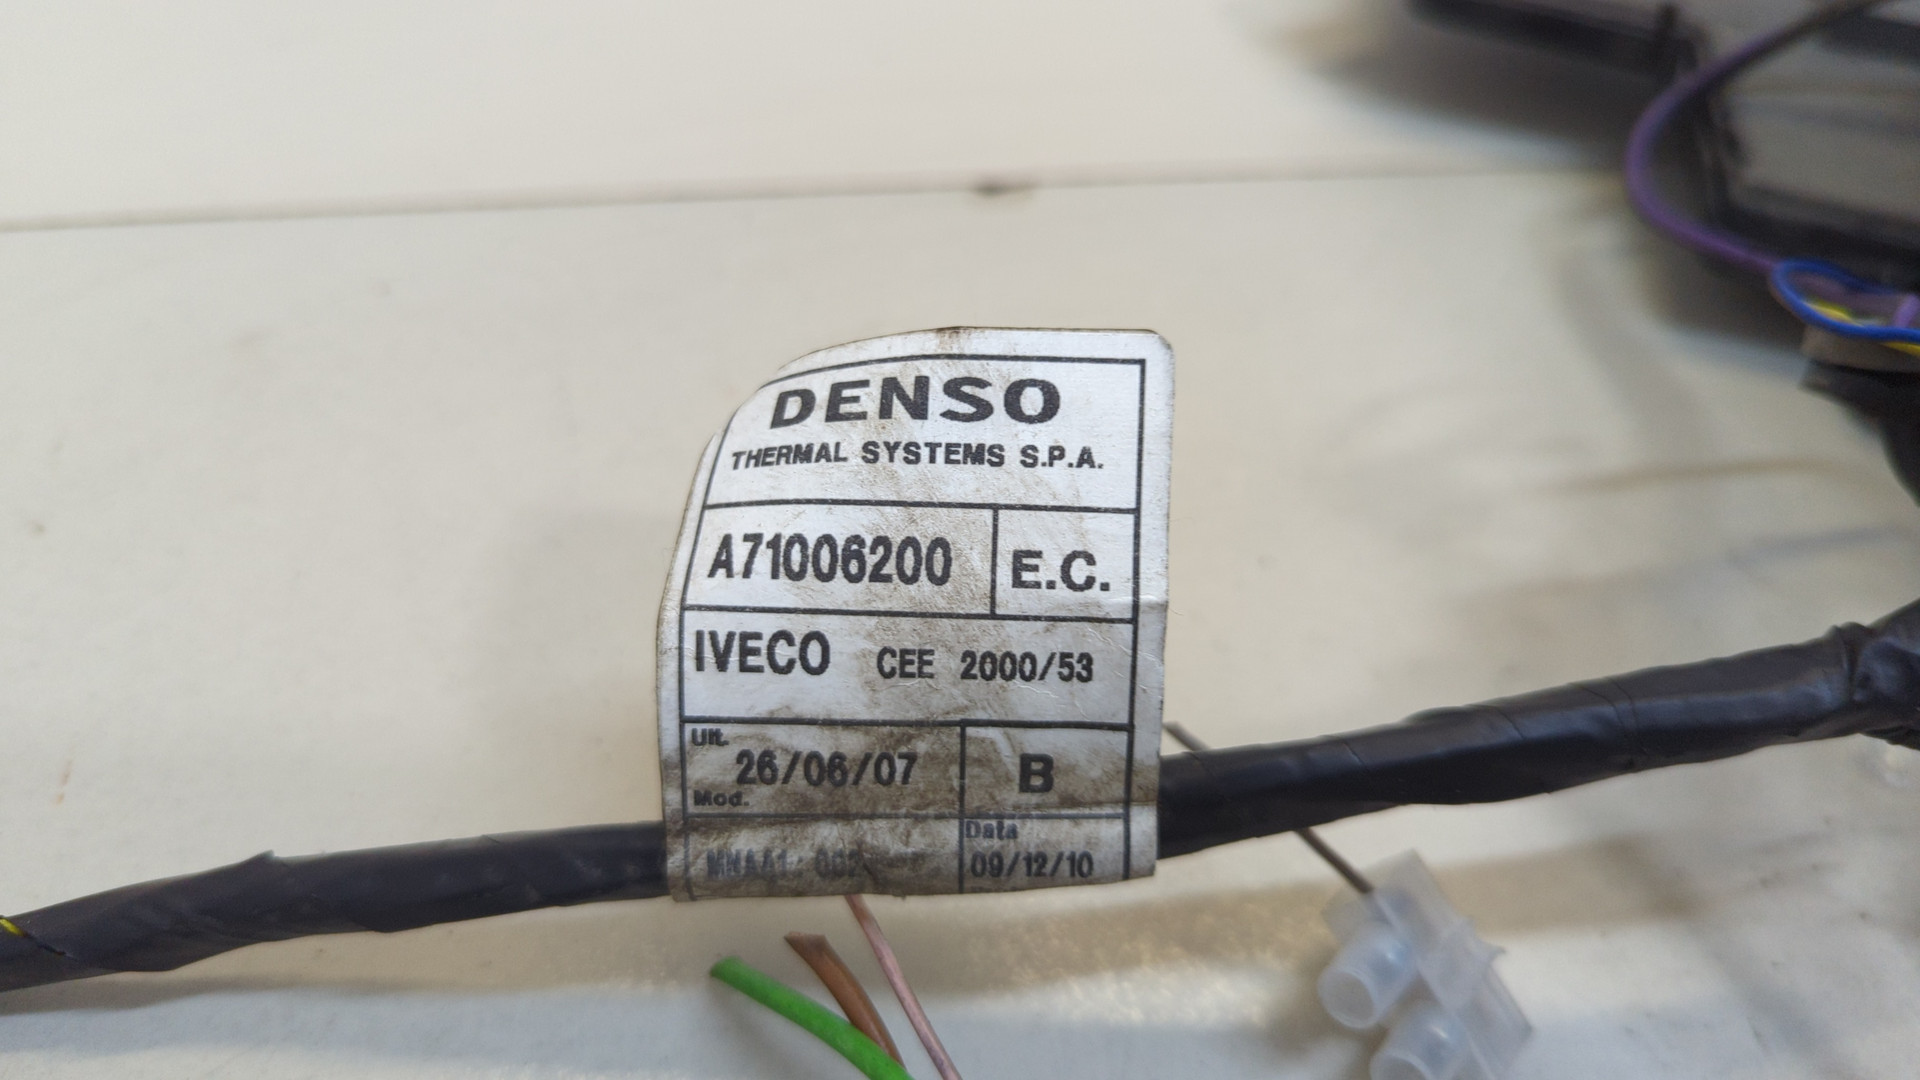 DENSO
THERMAL SYSTEMS S.P.A.
A71006200 E.C.
IVECO CEE 2000/53
Ult.
26/06/07 B
Mod.
Data
09/12/10